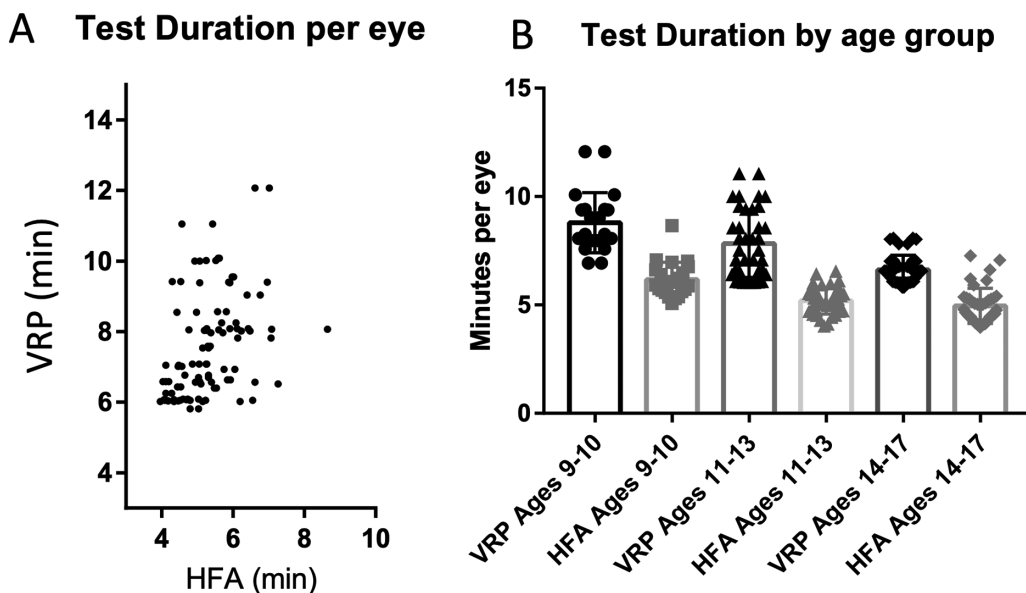 A Test Duration per eye
VRP (min)
14
12
10
8
6
4
4 6 8 10
HFA (min)
B Test Duration by age group
Minutes per eye
15
10
5
0
VRP Ages 9-10
HFA Ages 9-10
VRP Ages 11-13
HFA Ages 11-13
VRP Ages 14-17
HFA Ages 14-17